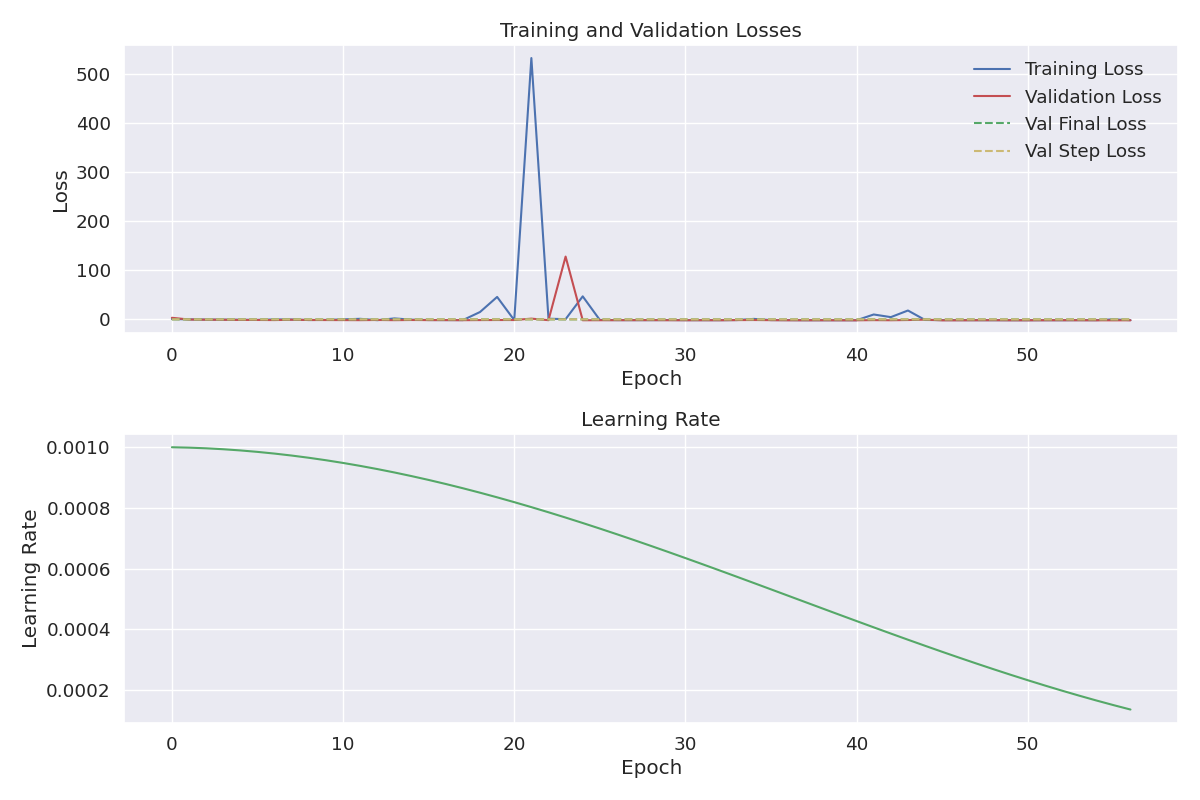 Training and Validation Losses
500
400
300
200
100
0
Loss
Training Loss
Validation Loss
Val Final Loss
Val Step Loss
0 10 20 30 40 50
Epoch
Learning Rate
0.0010
0.0008
0.0006
0.0004
0.0002
Learning Rate
0 10 20 30 40 50
Epoch